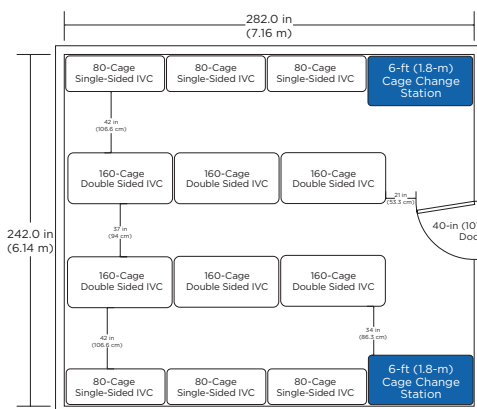 282.0 in
(7.16 m)
80-Cage
Single-Sided IVC
80-Cage
Single-Sided IVC
80-Cage
Single-Sided IVC
6-ft (1.8-m)
Cage Change
Station
42 in
(106.6 cm)
160-Cage
Double Sided IVC
160-Cage
Double Sided IVC
160-Cage
Double Sided IVC
21 in
(53.3 cm)
242.0 in
(6.14 m)
37 in
(94 cm)
40-in (10
Doo
160-Cage
Double Sided IVC
160-Cage
Double Sided IVC
160-Cage
Double Sided IVC
42 in
(106.6 cm)
34 in
(86.3 cm)
80-Cage
Single-Sided IVC
80-Cage
Single-Sided IVC
80-Cage
Single-Sided IVC
6-ft (1.8-m)
Cage Change
Station